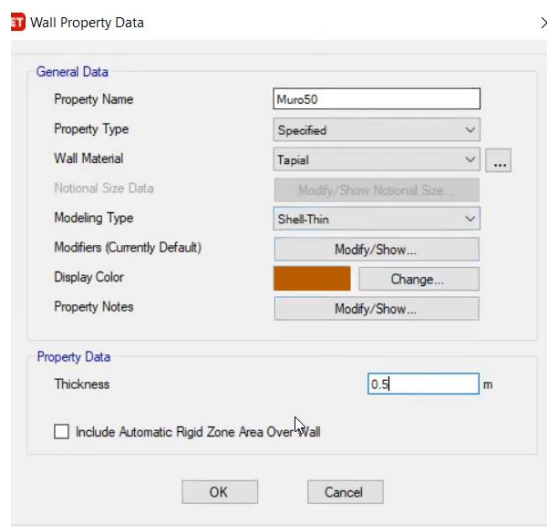 ET Wall Property Data
General Data
Property Name Muro50
Property Type Specified
Wall Material Tapial ...
Notional Size Data Modify/Show Notional Size...
Modeling Type Shell-Thin
Modifiers (Currently Default) Modify/Show...
Display Color Change...
Property Notes Modify/Show...
Property Data
Thickness 0.5 m
Include Automatic Rigid Zone Area Over Wall
OK Cancel